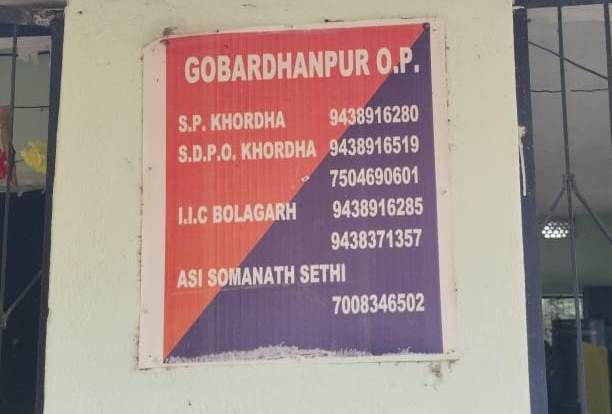 GOBARDHANPUR O.P.
S.P. KHORDHA 9438916280
S.D.P.O. KHORDHA 9438916519
7504690601
I.I.C BOLAGARH 9438916285
9438371357
ASI SOMANATH SETHI
7008346502